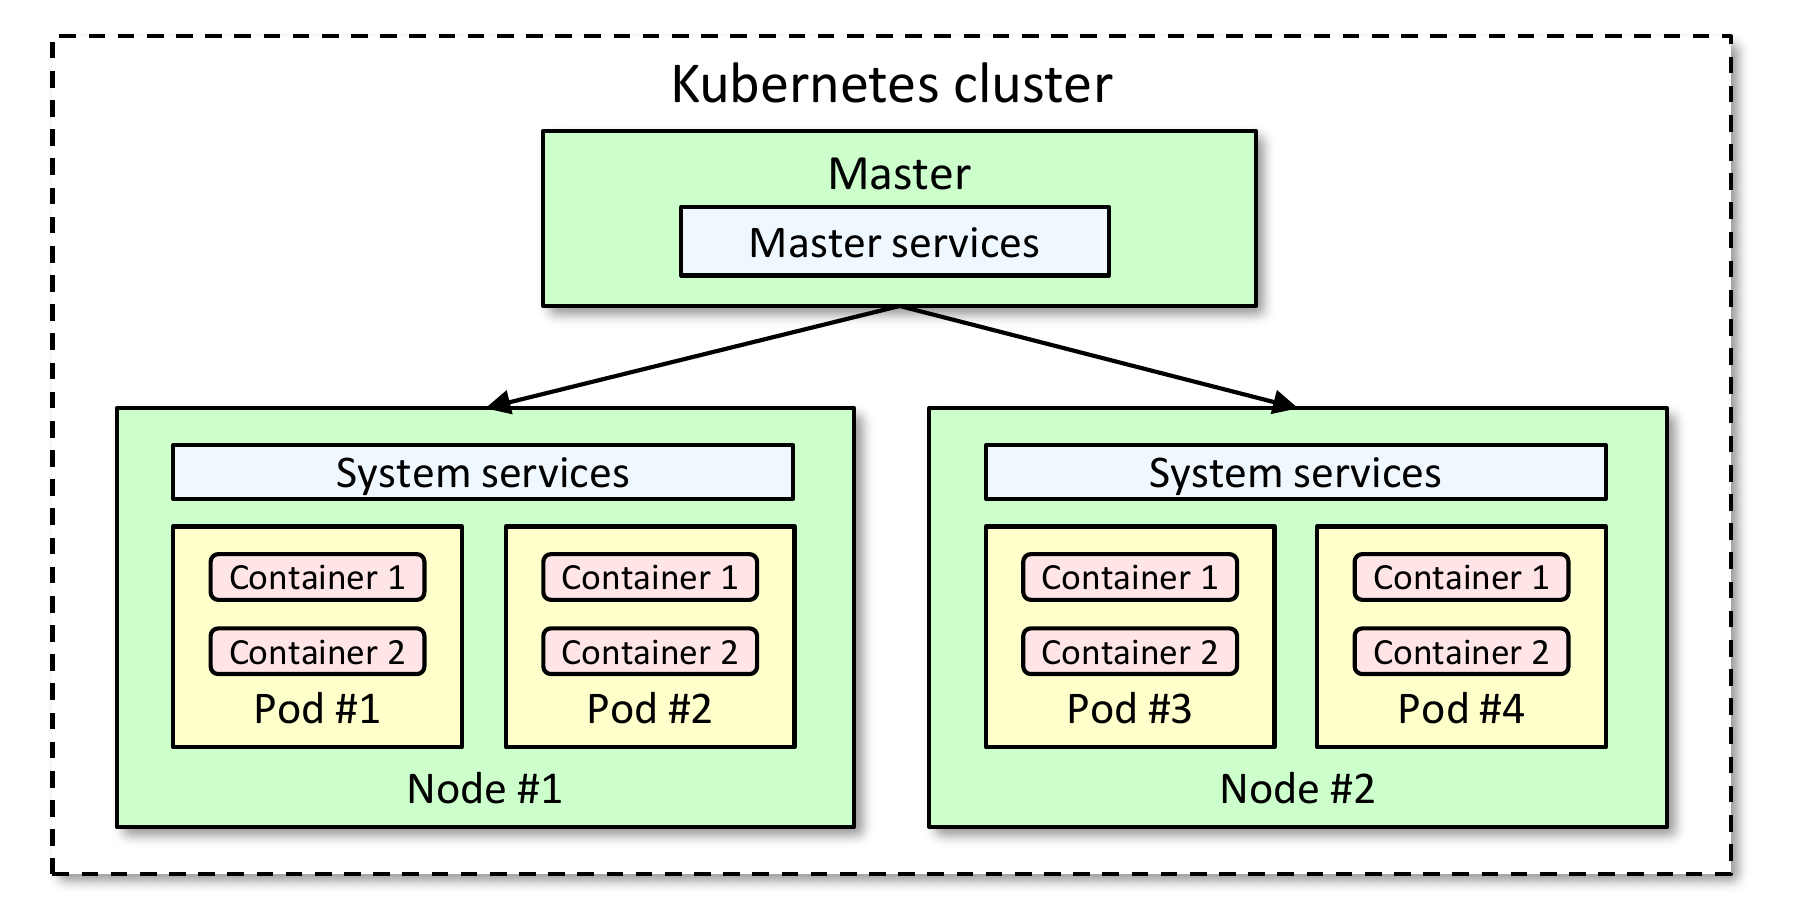 Kubernetes cluster
Master
Master services
System services
Container 1
Container 2
Pod #1
Container 1
Container 2
Pod #2
Node #1
System services
Container 1
Container 2
Pod #3
Container 1
Container 2
Pod #4
Node #2